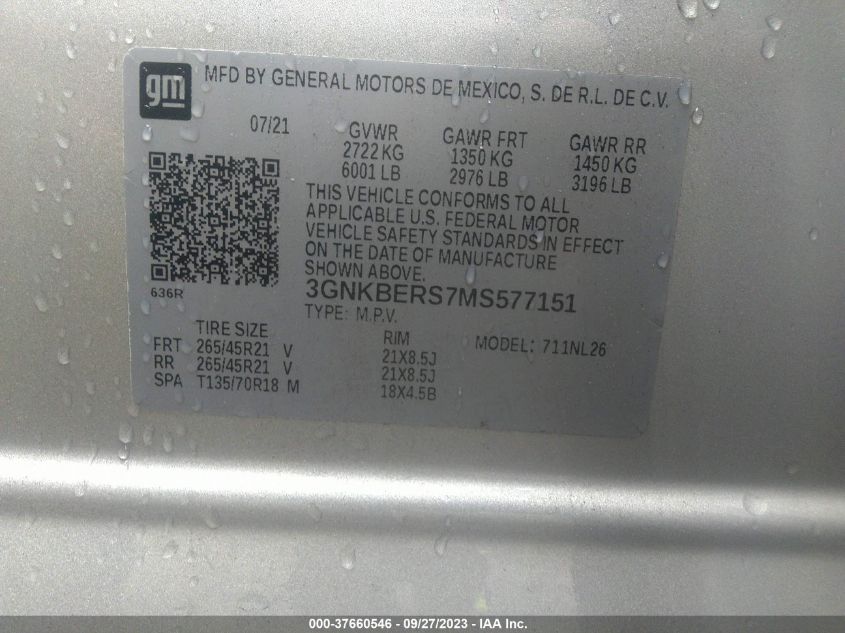 gm
MFD BY GENERAL MOTORS DE MEXICO, S. DE R.L. DE C.V.
07/21 GVWR GAWR FRT GAWR RR
2722 KG 1350 KG 1450 KG
6001 LB 2976 LB 3196 LB
THIS VEHICLE CONFORMS TO ALL
APPLICABLE U.S. FEDERAL MOTOR
VEHICLE SAFETY STANDARDS IN EFFECT
ON THE DATE OF MANUFACTURE
SHOWN ABOVE.
636R
3GNKBERS7MS577151
TYPE: M.P.V.
TIRE SIZE RIM MODEL: 711NL26
FRT 265/45R21 V 21X8.5J
RR 265/45R21 V 21X8.5J
SPA T135/70R18 M 18X4.5B
000-37660546 - 09/27/2023 - IAA Inc.